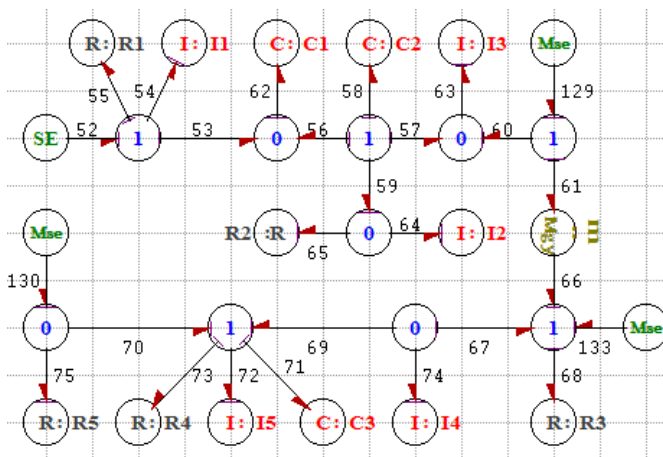 R: R1 I: I1 C: C1 C: C2 I: I3 Mse
55 54 62 58 63 129
SE 52 1 53 0 56 1 57 0 60 1
59 61
Mse R2 :R 65 0 64 I: I2 Mgy m
130 66
0 70 1 69 0 67 1 133 Mse
75 73 72 71 74 68
R: R5 R: R4 I: I5 C: C3 I: I4 R: R3